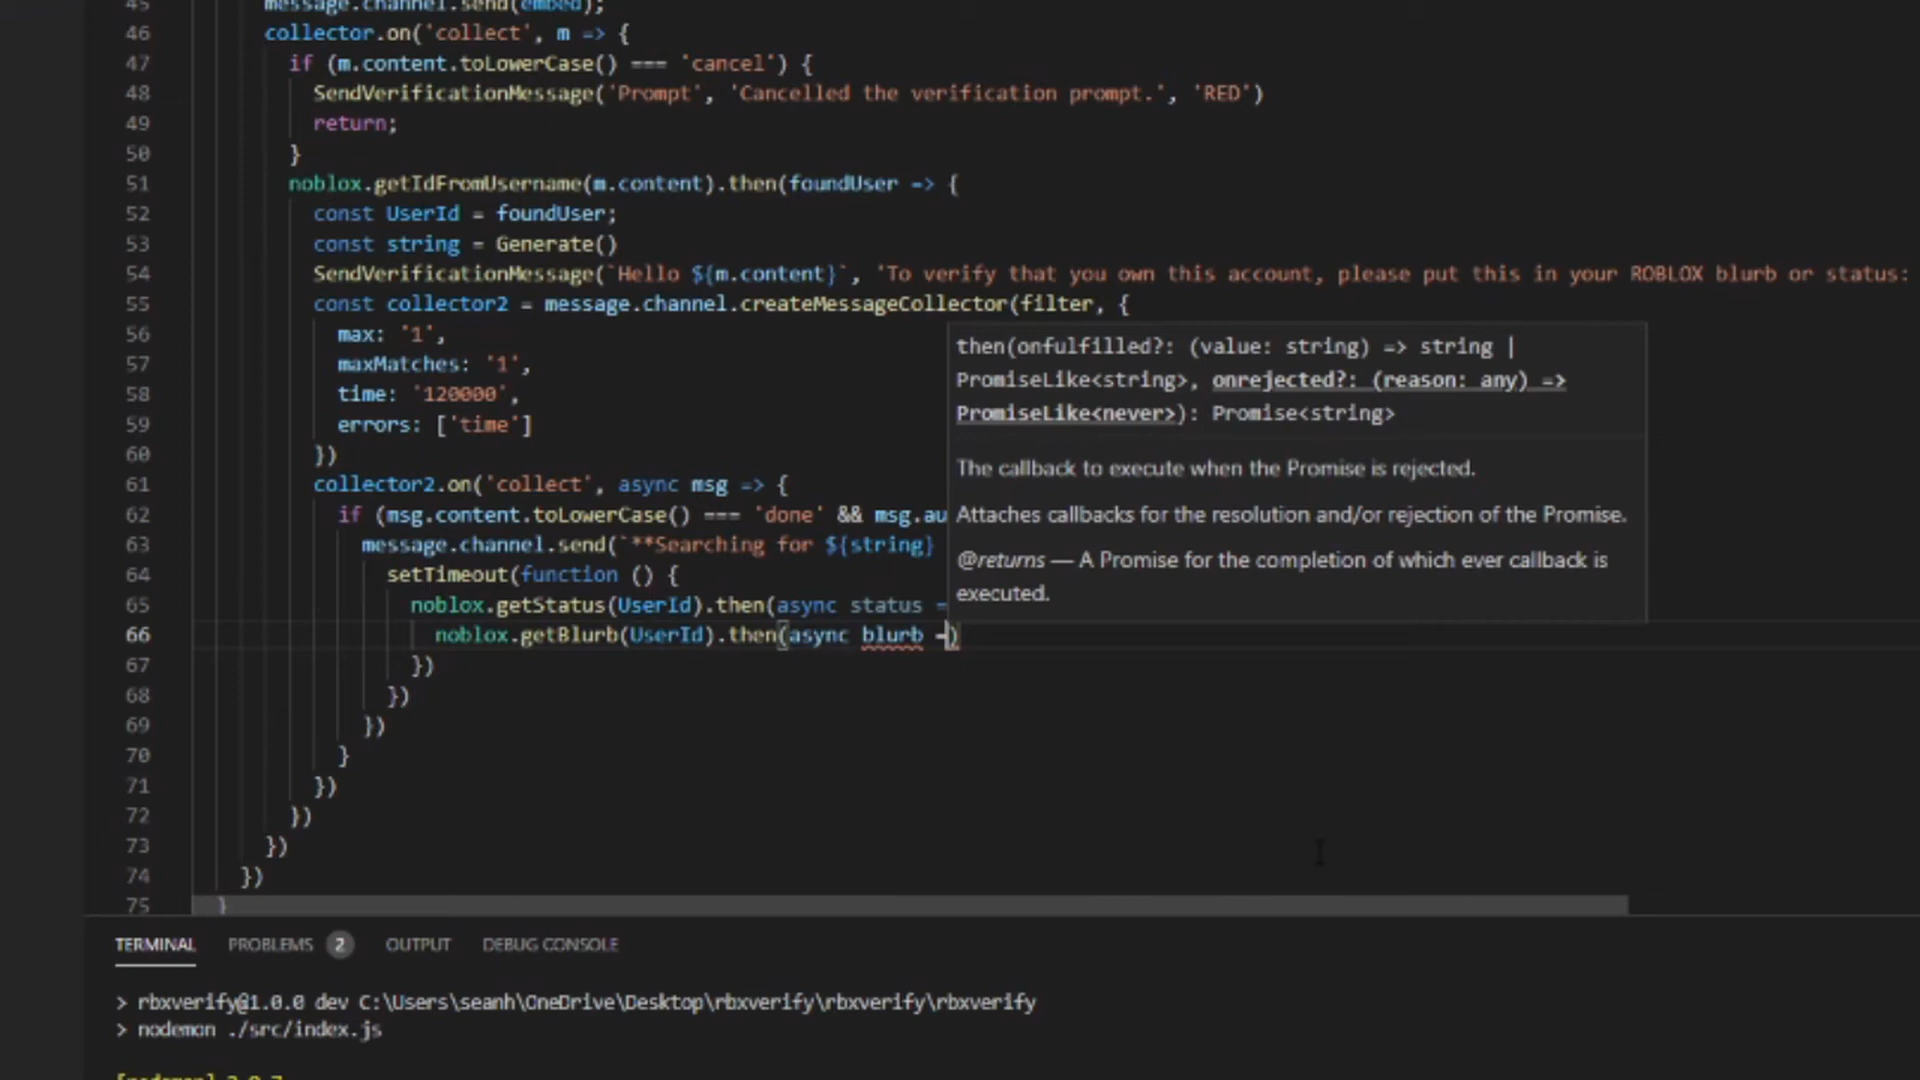 45 message.channel.send(embed);
46 collector.on('collect', m => {
47 if (m.content.toLowerCase() === 'cancel') {
48 SendVerificationMessage('Prompt', 'Cancelled the verification prompt.', 'RED')
49 return;
50 }
51 noblox.getIdFromUsername(m.content).then(foundUser => {
52 const UserId = foundUser;
53 const string = Generate()
54 SendVerificationMessage(`Hello ${m.content}`, 'To verify that you own this account, please put this in your ROBLOX blurb or status:
55 const collector2 = message.channel.createMessageCollector(filter, {
56 max: '1',
57 maxMatches: '1',
58 time: '120000',
59 errors: ['time']
60 })
61 collector2.on('collect', async msg => {
62 if (msg.content.toLowerCase() === 'done' && msg.au
63 message.channel.send(`**Searching for ${string}
64 setTimeout(function () {
65 noblox.getStatus(UserId).then(async status =
66 noblox.getBlurb(UserId).then(async blurb =)
67 })
68 })
69 })
70 }
71 })
72 })
73 })
74 })
75 }
then(onfulfilled?: (value: string) => string |
PromiseLike<string>, onrejected?: (reason: any) =>
PromiseLike<never>): Promise<string>
The callback to execute when the Promise is rejected.
Attaches callbacks for the resolution and/or rejection of the Promise.
@returns — A Promise for the completion of which ever callback is
executed.
TERMINAL PROBLEMS 2 OUTPUT DEBUG CONSOLE
> rbxverify@1.0.0 dev C:\Users\seanh\OneDrive\Desktop\rbxverify\rbxverify\rbxverify
> nodemon ./src/index.js
[nodemon] 2.0.7